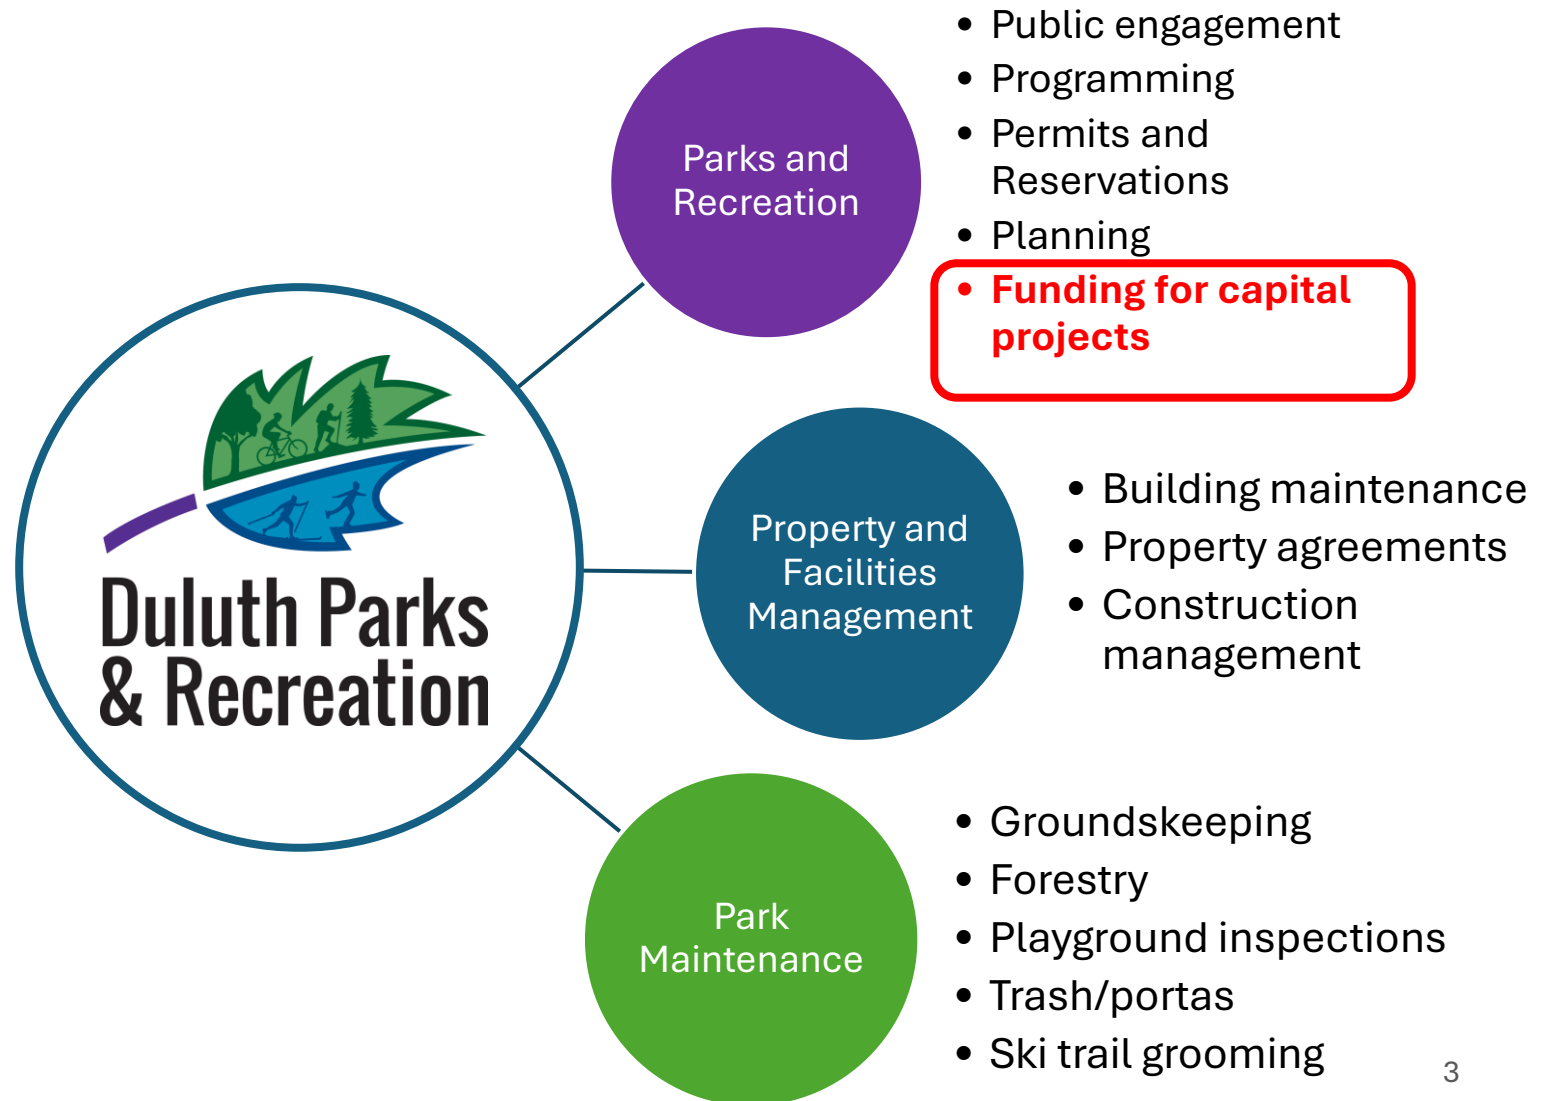 Duluth Parks
& Recreation
Parks and
Recreation
• Public engagement
• Programming
• Permits and
Reservations
• Planning
• Funding for capital
projects
Property and
Facilities
Management
• Building maintenance
• Property agreements
• Construction
management
Park
Maintenance
• Groundskeeping
• Forestry
• Playground inspections
• Trash/portas
• Ski trail grooming
3